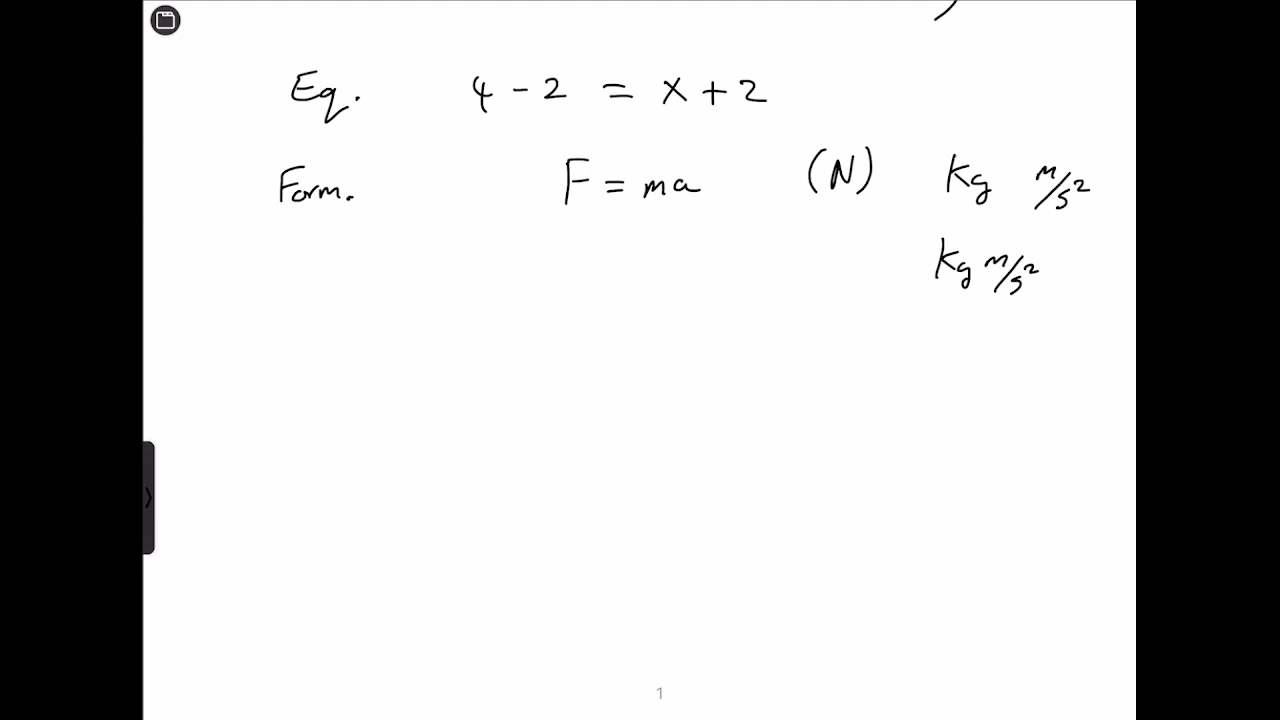 Eq. 4 - 2 = x + 2
Form. F = ma (N) Kg m/s²
Kg m/s²
1